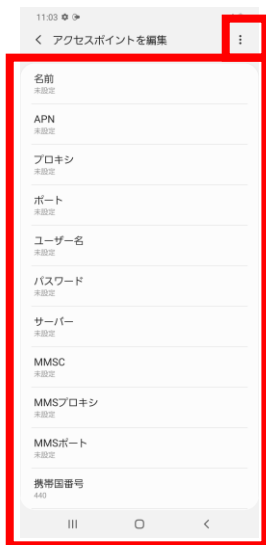 11:03
アクセスポイントを編集
名前
未設定
APN
未設定
プロキシ
未設定
ポート
未設定
ユーザー名
未設定
パスワード
未設定
サーバー
未設定
MMSC
未設定
MMSプロキシ
未設定
MMSポート
未設定
携帯国番号
440